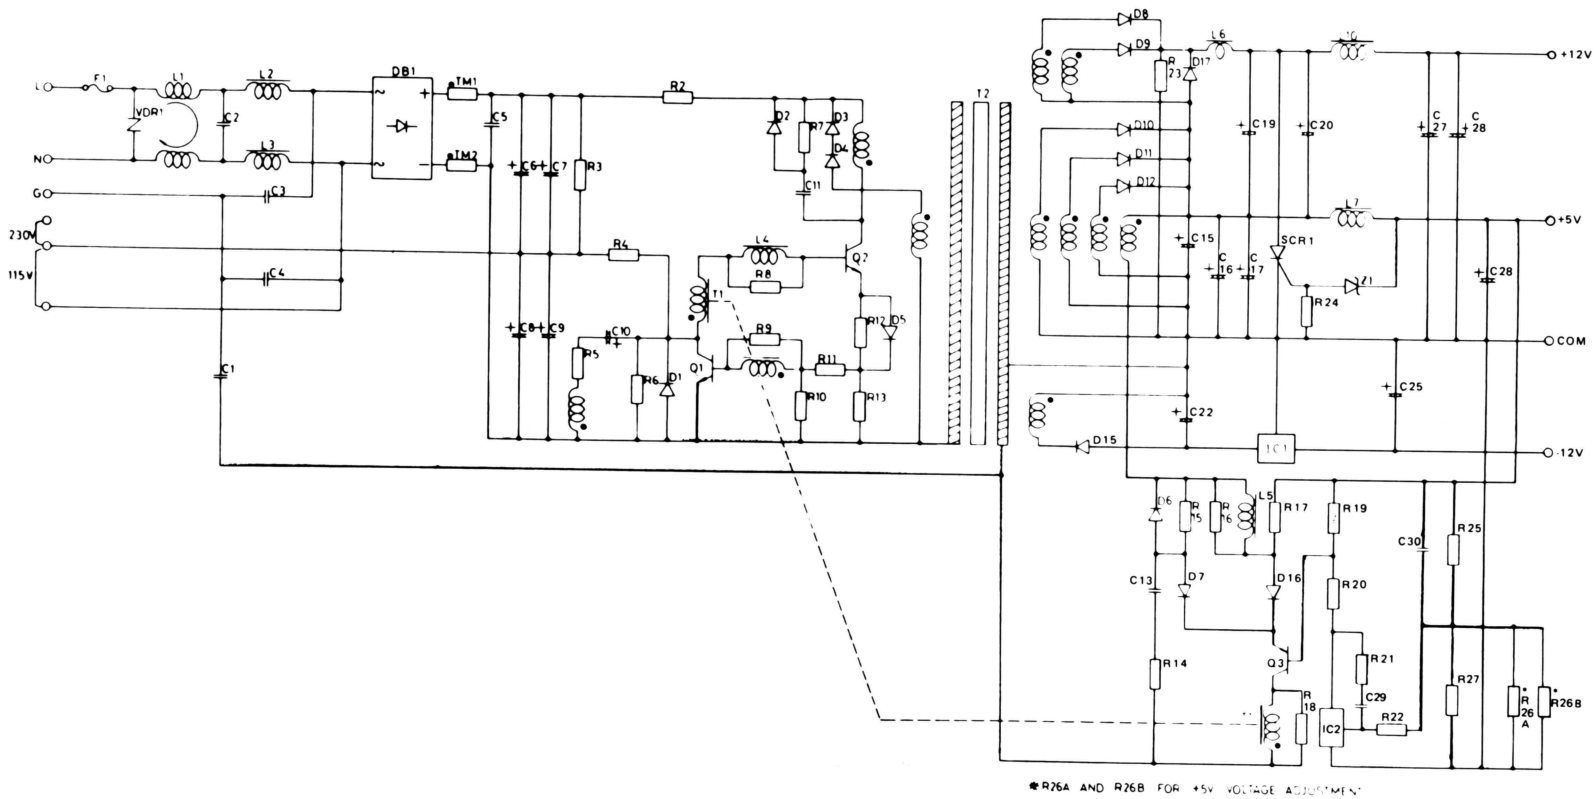 D8
D9
L6
L10
+12V
R
23
D17
F1
L1
L2
DB1
TM1
R2
T2
L
VDR1
C2
~
+
C5
D2
R7
D3
D4
+ C19
+ C20
+ C
27
+ C
28
D10
D11
D12
N
L3
~
−
TM2
+ C6
+ C7
R3
C11
G
C3
230V
115V
C4
R4
L4
R8
Q2
L7
+5V
+ C15
+ C
16
+ C
17
SCR1
Z1
R24
+ C28
T1
+ C8
+ C9
C10
+
R5
R6
D1
Q1
R9
R12
D5
R11
R10
R13
COM
C1
+ C25
+ C22
D15
IC1
-12V
D6
R
15
R
16
L5
R17
R19
C30
R25
C13
D7
D16
R20
R14
Q3
R21
C29
R27
R
18
IC2
R22
*
R
26
A
*
R26B
*R26A AND R26B FOR +5V VOLTAGE ADJUSTMENT